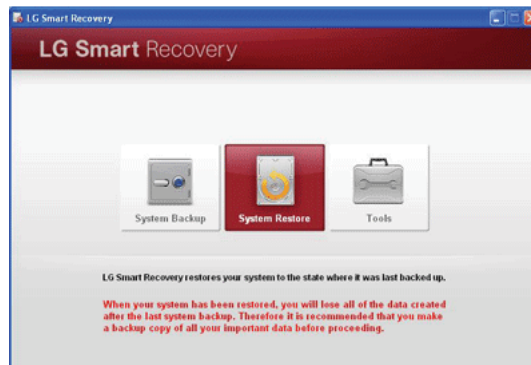 LG Smart Recovery
LG Smart Recovery
System Backup System Restore Tools
LG Smart Recovery restores your system to the state where it was last backed up.
When your system has been restored, you will lose all of the data created
after the last system backup. Therefore it is recommended that you make
a backup copy of all your important data before proceeding.